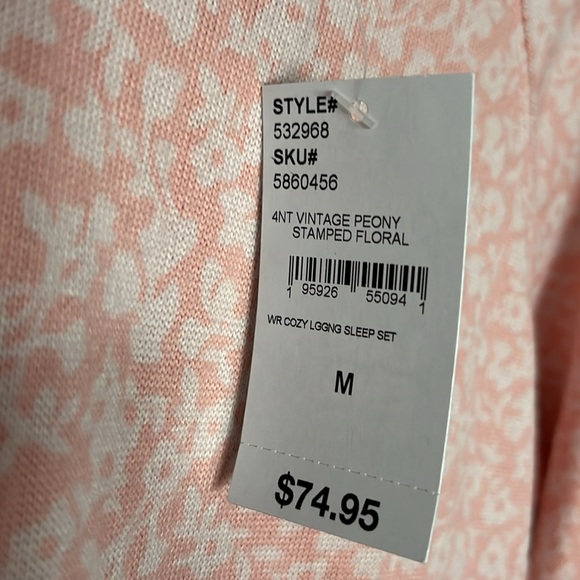 STYLE#
532968
SKU#
5860456
4NT VINTAGE PEONY
STAMPED FLORAL
1 95926 55094 1
WR COZY LGGNG SLEEP SET
M
$74.95